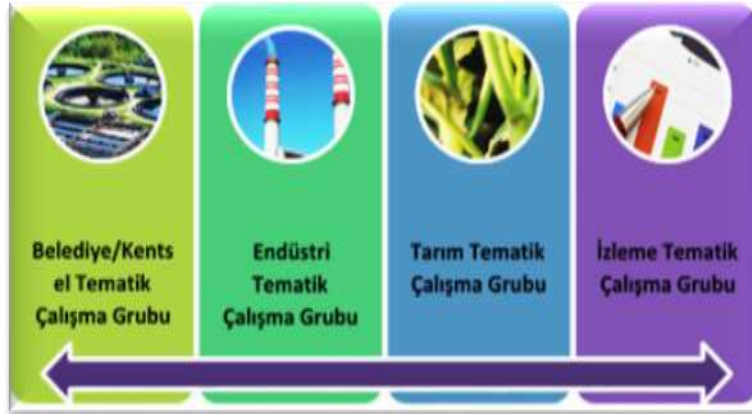 Belediye/Kents
el Tematik
Çalışma Grubu
Endüstri
Tematik
Çalışma Grubu
Tarım Tematik
Çalışma Grubu
İzleme Tematik
Çalışma Grubu